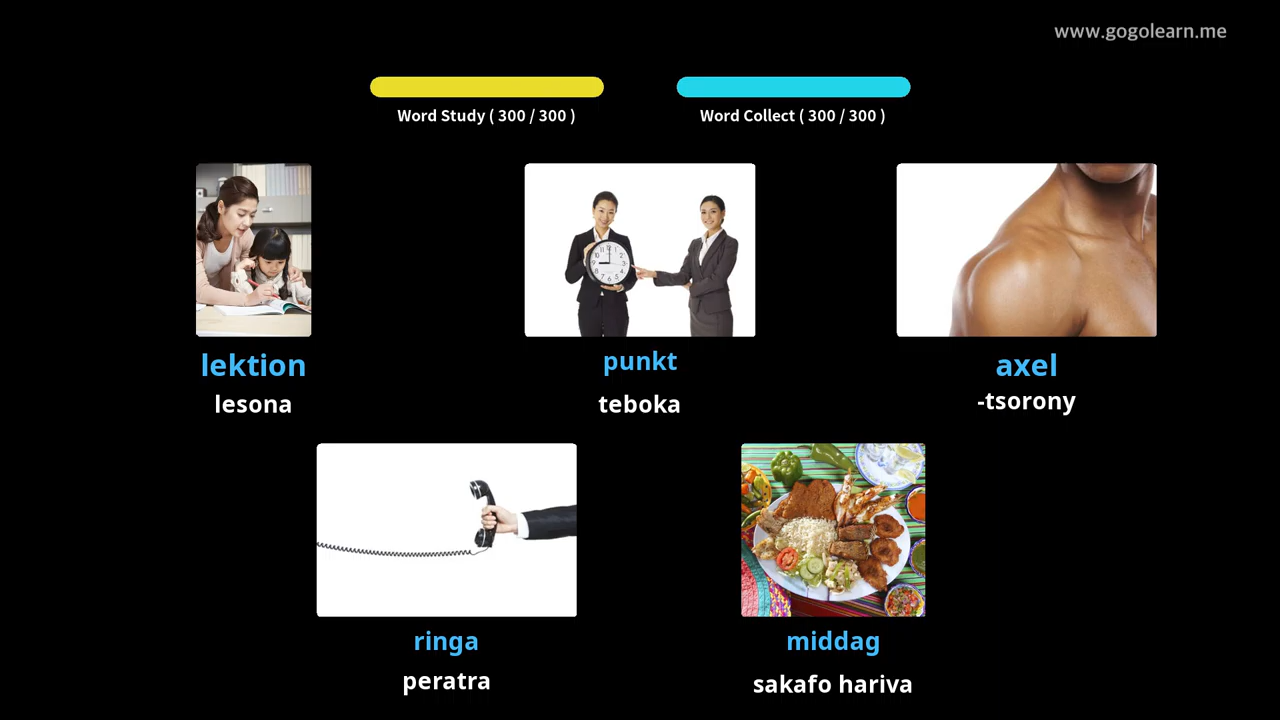 www.gogolearn.me
Word Study ( 300 / 300 )
Word Collect ( 300 / 300 )
lektion
lesona
punkt
teboka
axel
-tsorony
ringa
peratra
middag
sakafo hariva